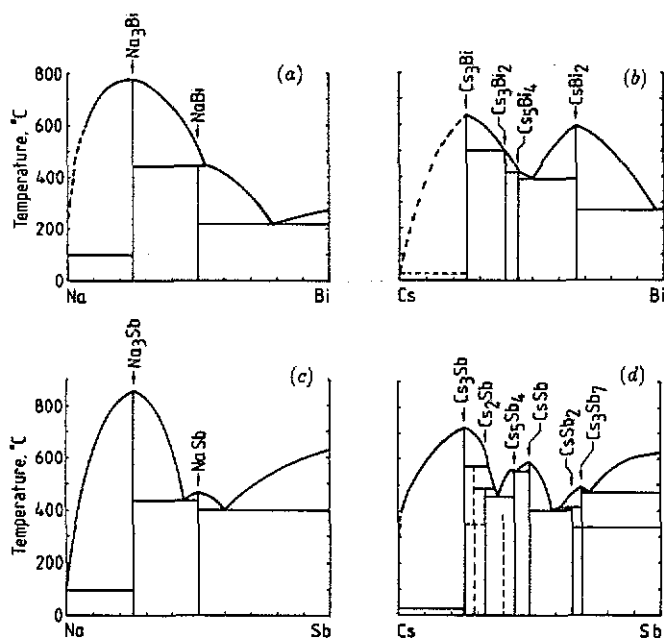 (a)
Na₃Bi
NaBi
Temperature, °C
800
600
400
200
0
Na
Bi
(b)
Cs₃Bi
Cs₃Bi₂
Cs₅Bi₄
CsBi₂
Cs
Bi
(c)
Na₃Sb
NaSb
Temperature, °C
800
600
400
200
0
Na
Sb
(d)
Cs₃Sb
Cs₂Sb
Cs₅Sb₄
CsSb
CsSb₂
Cs₃Sb₇
Cs
Sb